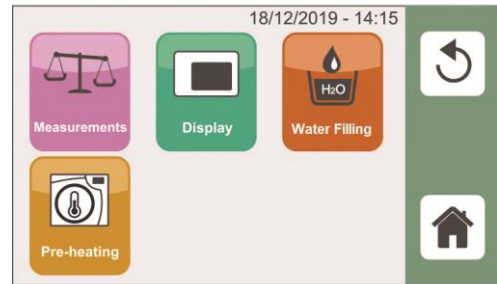 18/12/2019 - 14:15
Measurements
Display
H2O
Water Filling
Pre-heating